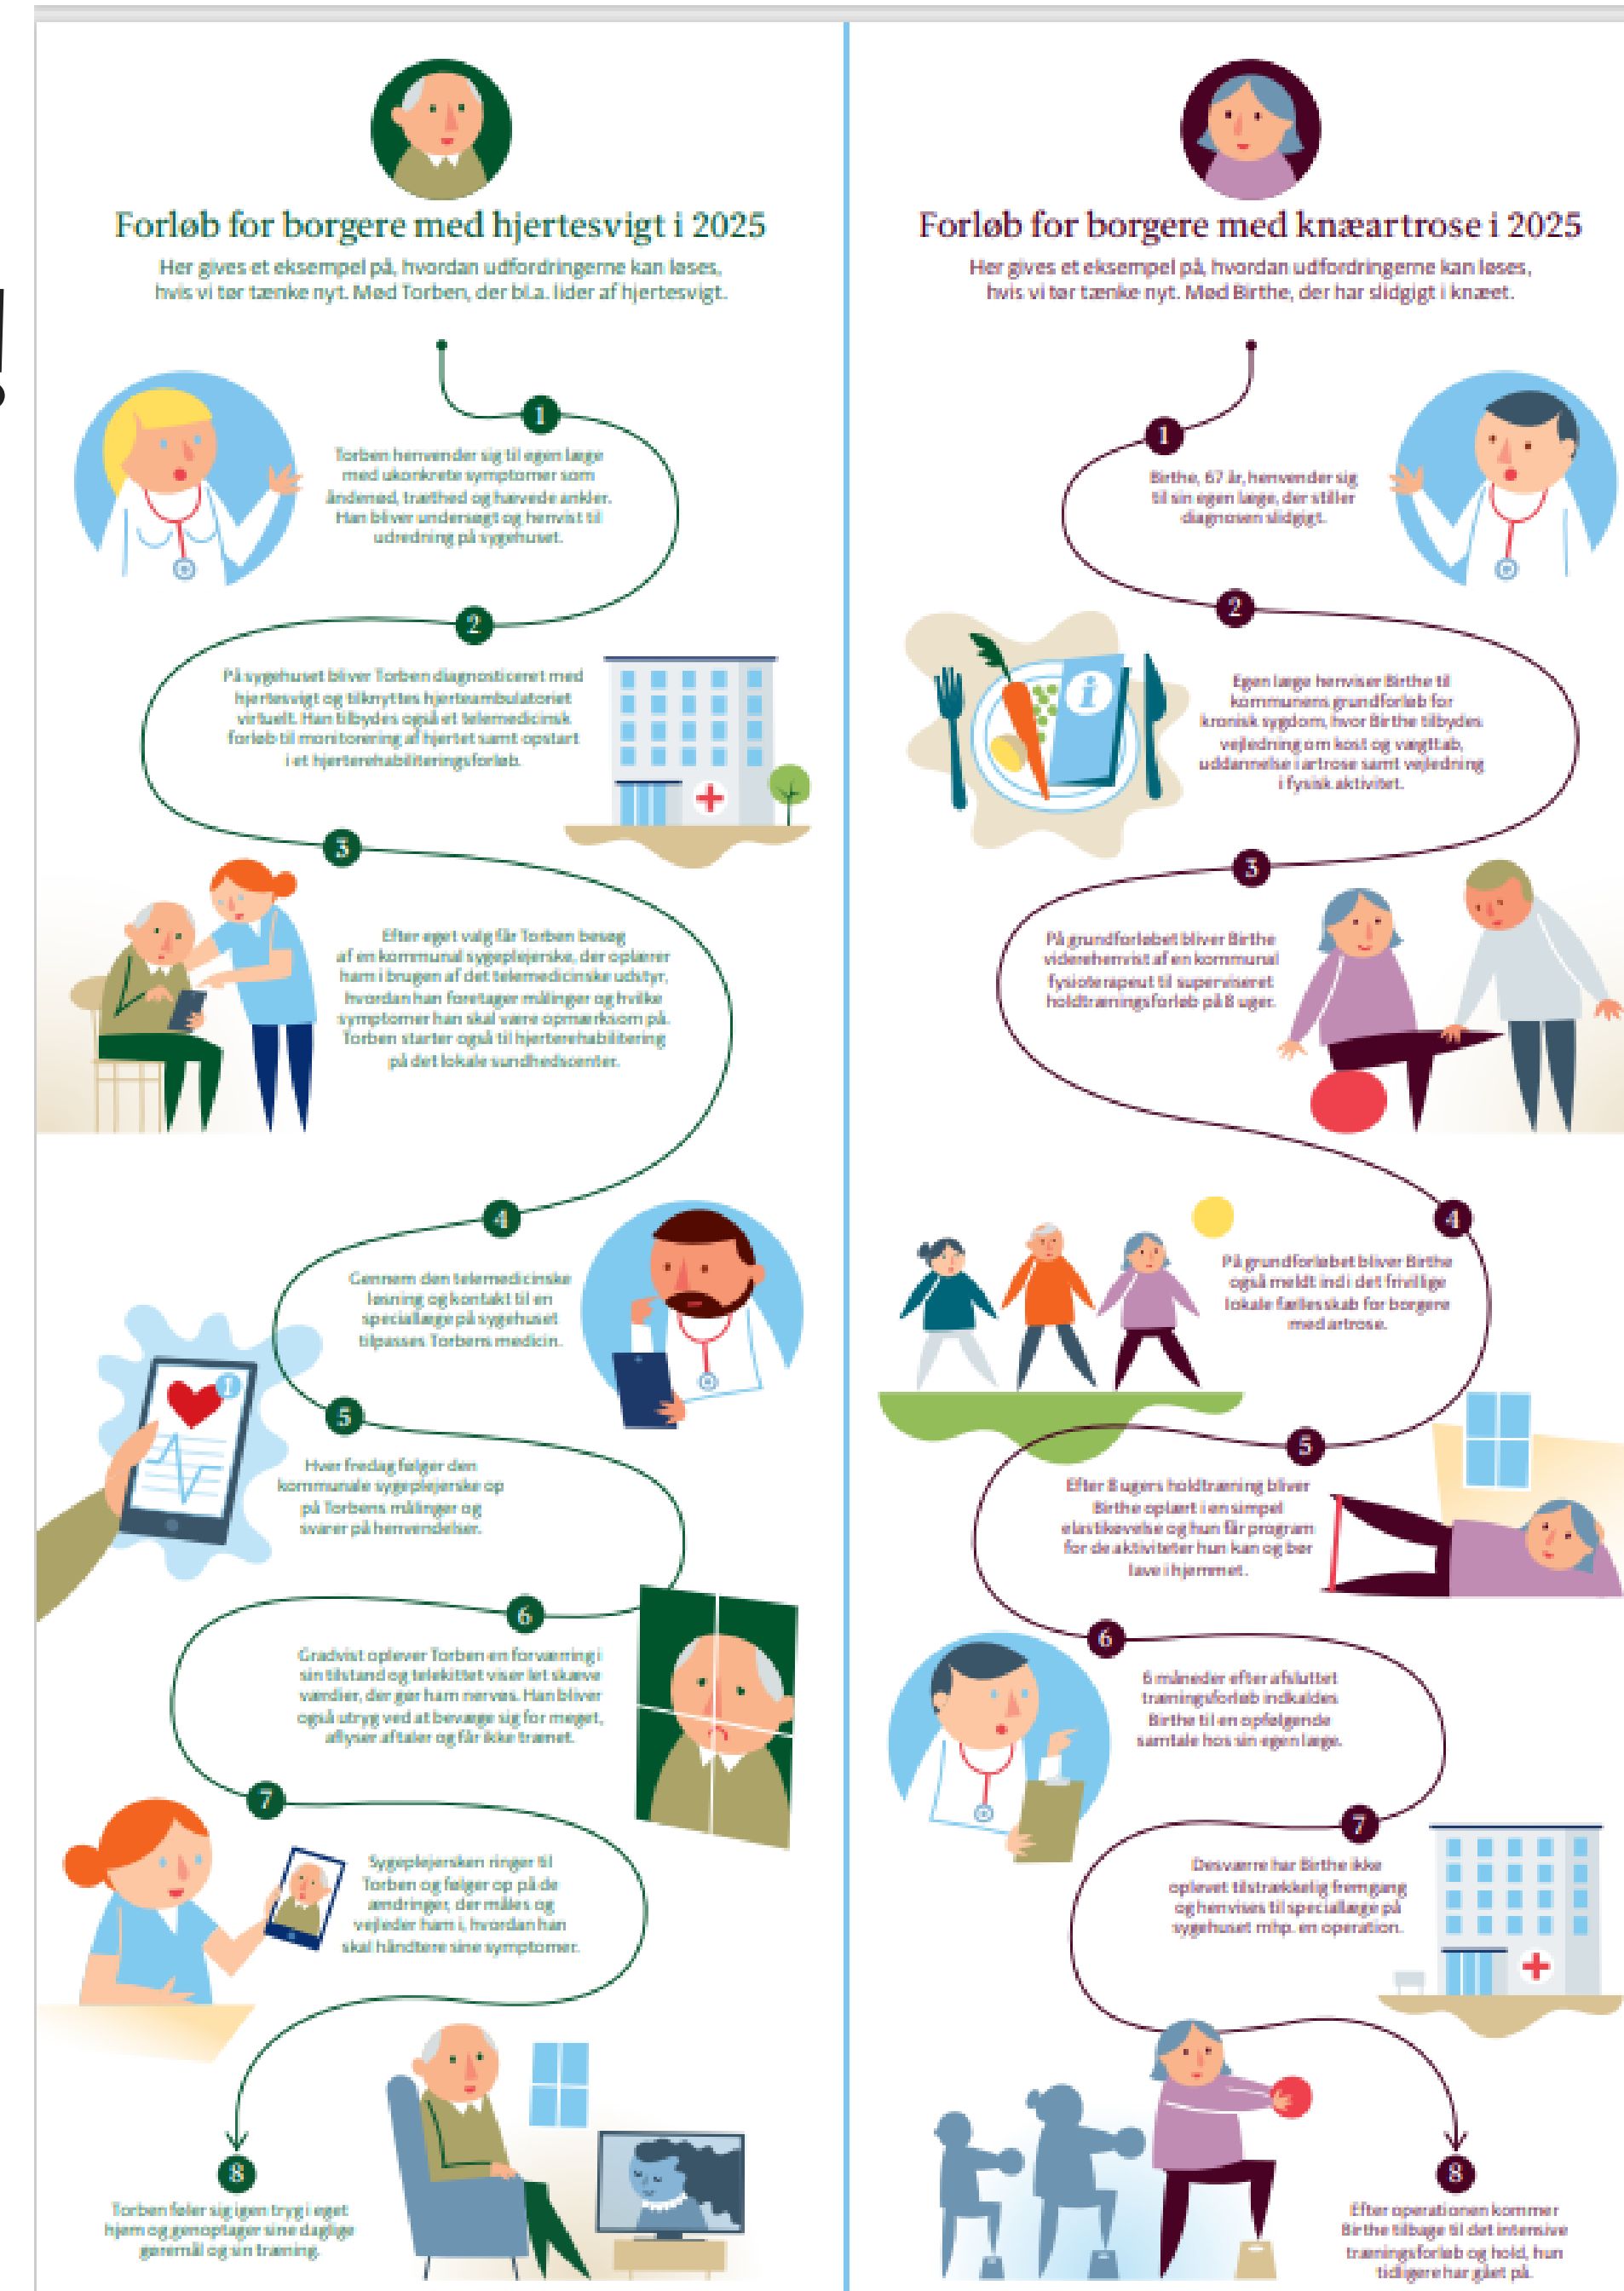 !
Forløb for borgere med hjertesvigt i 2025
Her gives et eksempel på, hvordan udfordringerne kan løses,
hvis vi tør tænke nyt. Mød Torben, der bl.a. lider af hjertesvigt.
1
Torben henvender sig til egen læge
med ukonkrete symptomer som
åndenød, træthed og hævede ankler.
Han bliver undersøgt og henvist til
udredning på sygehuset.
2
På sygehuset bliver Torben diagnosticeret med
hjertesvigt og tilknyttes hjerteambulatoriet
virtuelt. Han tilbydes også et telemedicinsk
forløb til monitorering af hjertet samt opstart
i et hjerterehabiliteringsforløb.
3
Efter eget valg får Torben besøg
af en kommunal sygeplejerske, der oplærer
ham i brugen af det telemedicinske udstyr,
hvordan han foretager målinger og hvilke
symptomer han skal være opmærksom på.
Torben starter også til hjerterehabilitering
på det lokale sundhedscenter.
4
Gennem den telemedicinske
løsning og kontakt til en
speciallæge på sygehuset
tilpasses Torbens medicin.
5
Hver fredag følger den
kommunale sygeplejerske op
på Torbens målinger og
svarer på henvendelser.
6
Gradvist oplever Torben en forværring i
sin tilstand og telekittet viser let skæve
værdier, der gør ham nervøs. Han bliver
også utryg ved at bevæge sig for meget,
aflyser aftaler og får ikke trænet.
7
Sygeplejersken ringer til
Torben og følger op på de
ændringer, der måles og
vejleder ham i, hvordan han
skal håndtere sine symptomer.
8
Torben føler sig igen tryg i eget
hjem og genoptager sine daglige
gøremål og sin træning.
Forløb for borgere med knæartrose i 2025
Her gives et eksempel på, hvordan udfordringerne kan løses,
hvis vi tør tænke nyt. Mød Birthe, der har slidgigt i knæet.
1
Birthe, 67 år, henvender sig
til sin egen læge, der stiller
diagnosen slidgigt.
2
i
Egen læge henviser Birthe til
kommunens grundforløb for
kronisk sygdom, hvor Birthe tilbydes
vejledning om kost og vægttab,
uddannelse i artrose samt vejledning
i fysisk aktivitet.
3
På grundforløbet bliver Birthe
viderehenvist af en kommunal
fysioterapeut til superviseret
holdtræningsforløb på 8 uger.
4
På grundforløbet bliver Birthe
også meldt ind i det frivillige
lokale fællesskab for borgere
med artrose.
5
Efter 8 ugers holdtræning bliver
Birthe oplært i en simpel
elastikøvelse og hun får program
for de aktiviteter hun kan og bør
lave i hjemmet.
6
6 måneder efter afsluttet
træningsforløb indkaldes
Birthe til en opfølgende
samtale hos sin egen læge.
7
Desværre har Birthe ikke
oplevet tilstrækkelig fremgang
og henvises til speciallæge på
sygehuset mhp. en operation.
8
Efter operationen kommer
Birthe tilbage til det intensive
træningsforløb og hold, hun
tidligere har gået på.